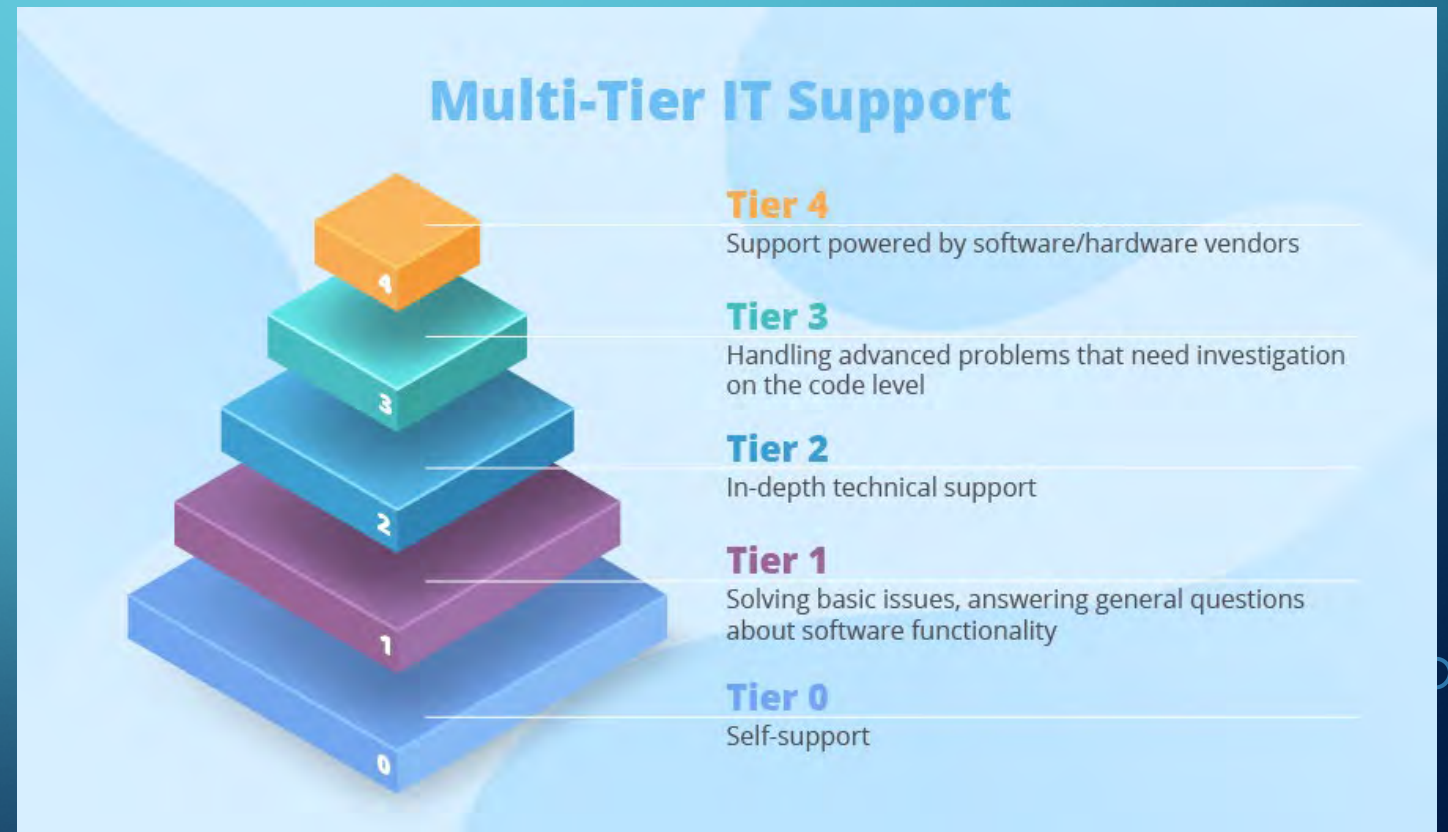 Multi-Tier IT Support
Tier 4
Support powered by software/hardware vendors
Tier 3
Handling advanced problems that need investigation
on the code level
Tier 2
In-depth technical support
Tier 1
Solving basic issues, answering general questions
about software functionality
Tier 0
Self-support
4
3
2
1
0